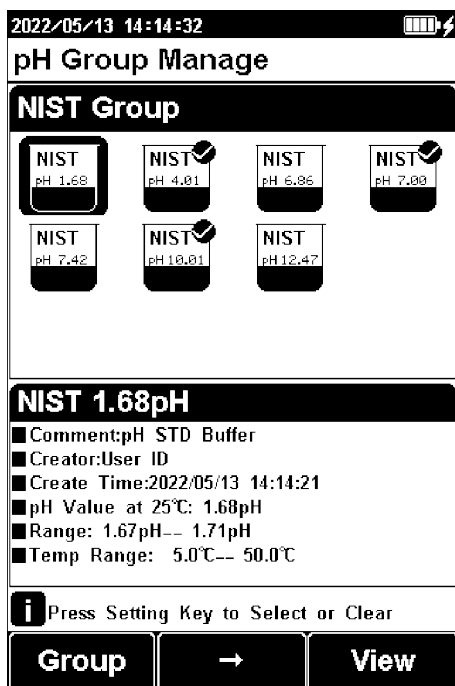 2022/05/13 14:14:32
pH Group Manage
NIST Group
NIST NIST NIST NIST
pH 1.68 pH 4.01 pH 6.86 pH 7.00
NIST NIST NIST
pH 7.42 pH 10.01 pH 12.47
NIST 1.68pH
Comment:pH STD Buffer
Creator:User ID
Create Time:2022/05/13 14:14:21
pH Value at 25℃: 1.68pH
Range: 1.67pH-- 1.71pH
Temp Range: 5.0℃-- 50.0℃
i Press Setting Key to Select or Clear
Group → View